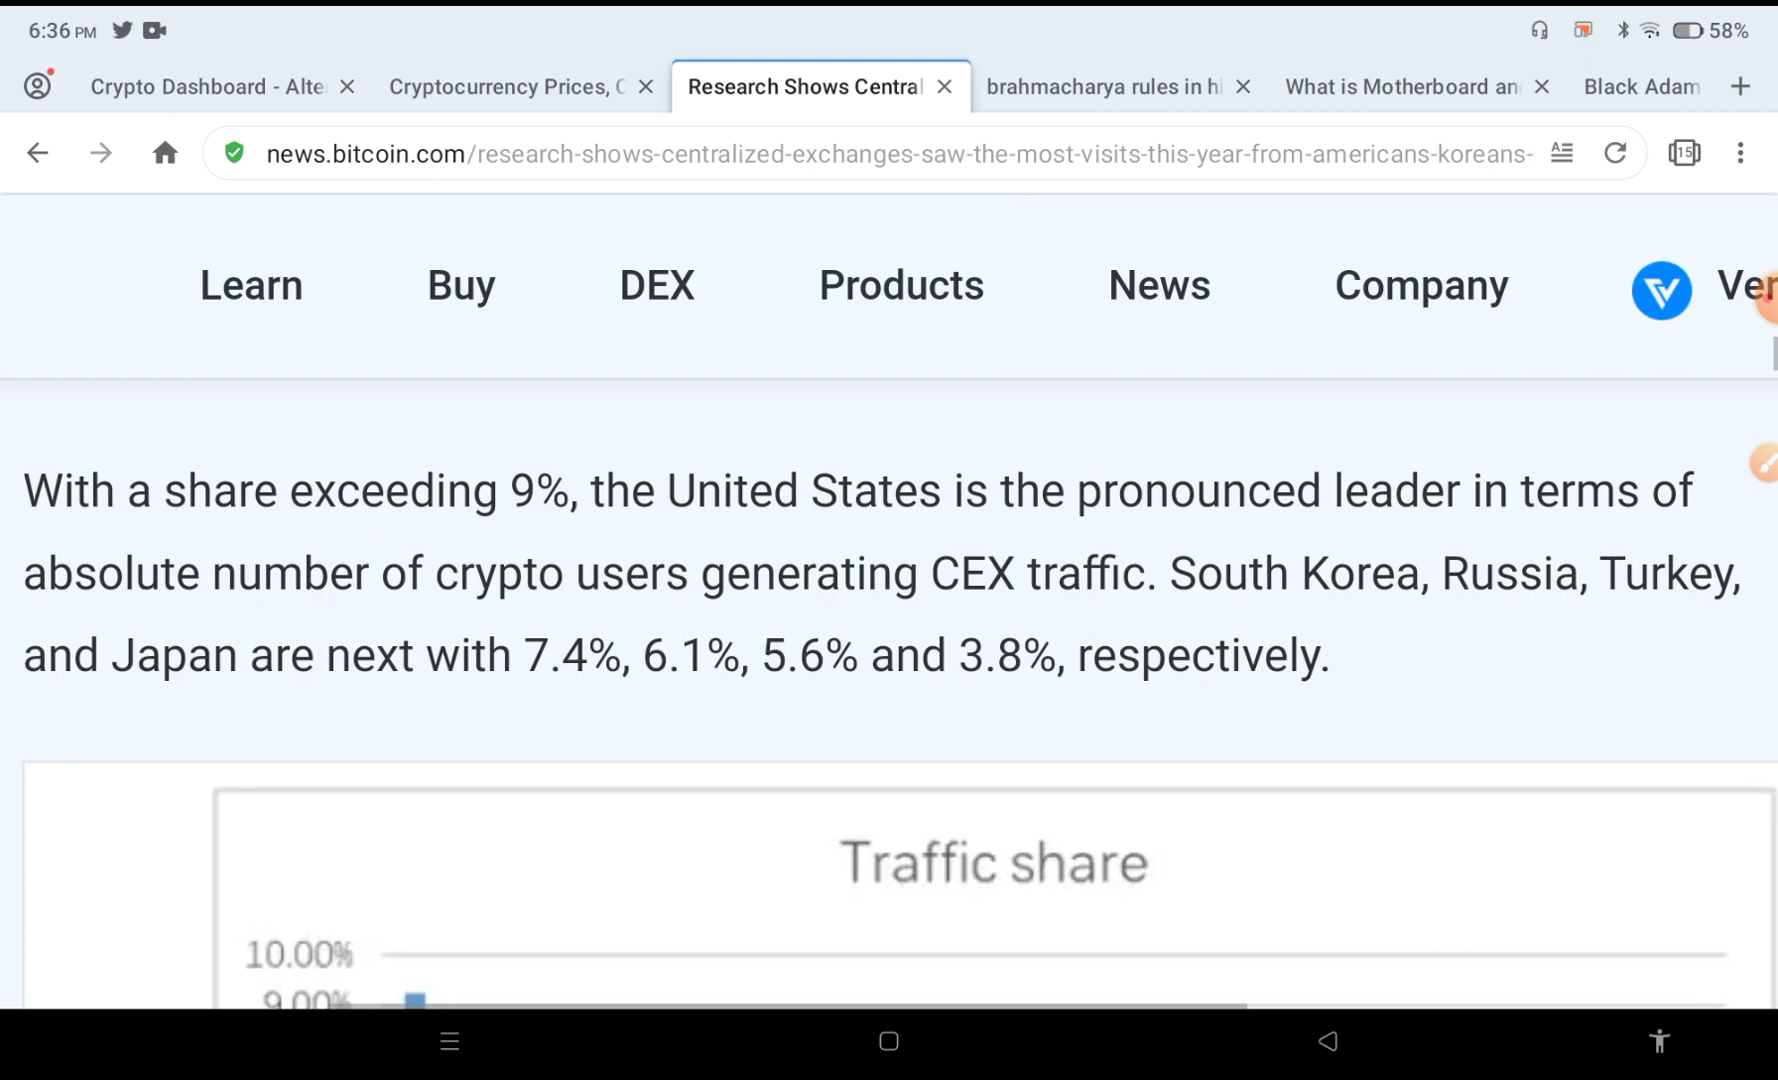 6:36 PM 58%
Crypto Dashboard - Alte Cryptocurrency Prices, C Research Shows Central brahmacharya rules in hi What is Motherboard an Black Adam
news.bitcoin.com/research-shows-centralized-exchanges-saw-the-most-visits-this-year-from-americans-koreans- 15
Learn Buy DEX Products News Company Ver
With a share exceeding 9%, the United States is the pronounced leader in terms of
absolute number of crypto users generating CEX traffic. South Korea, Russia, Turkey,
and Japan are next with 7.4%, 6.1%, 5.6% and 3.8%, respectively.
Traffic share
10.00%
9.00%